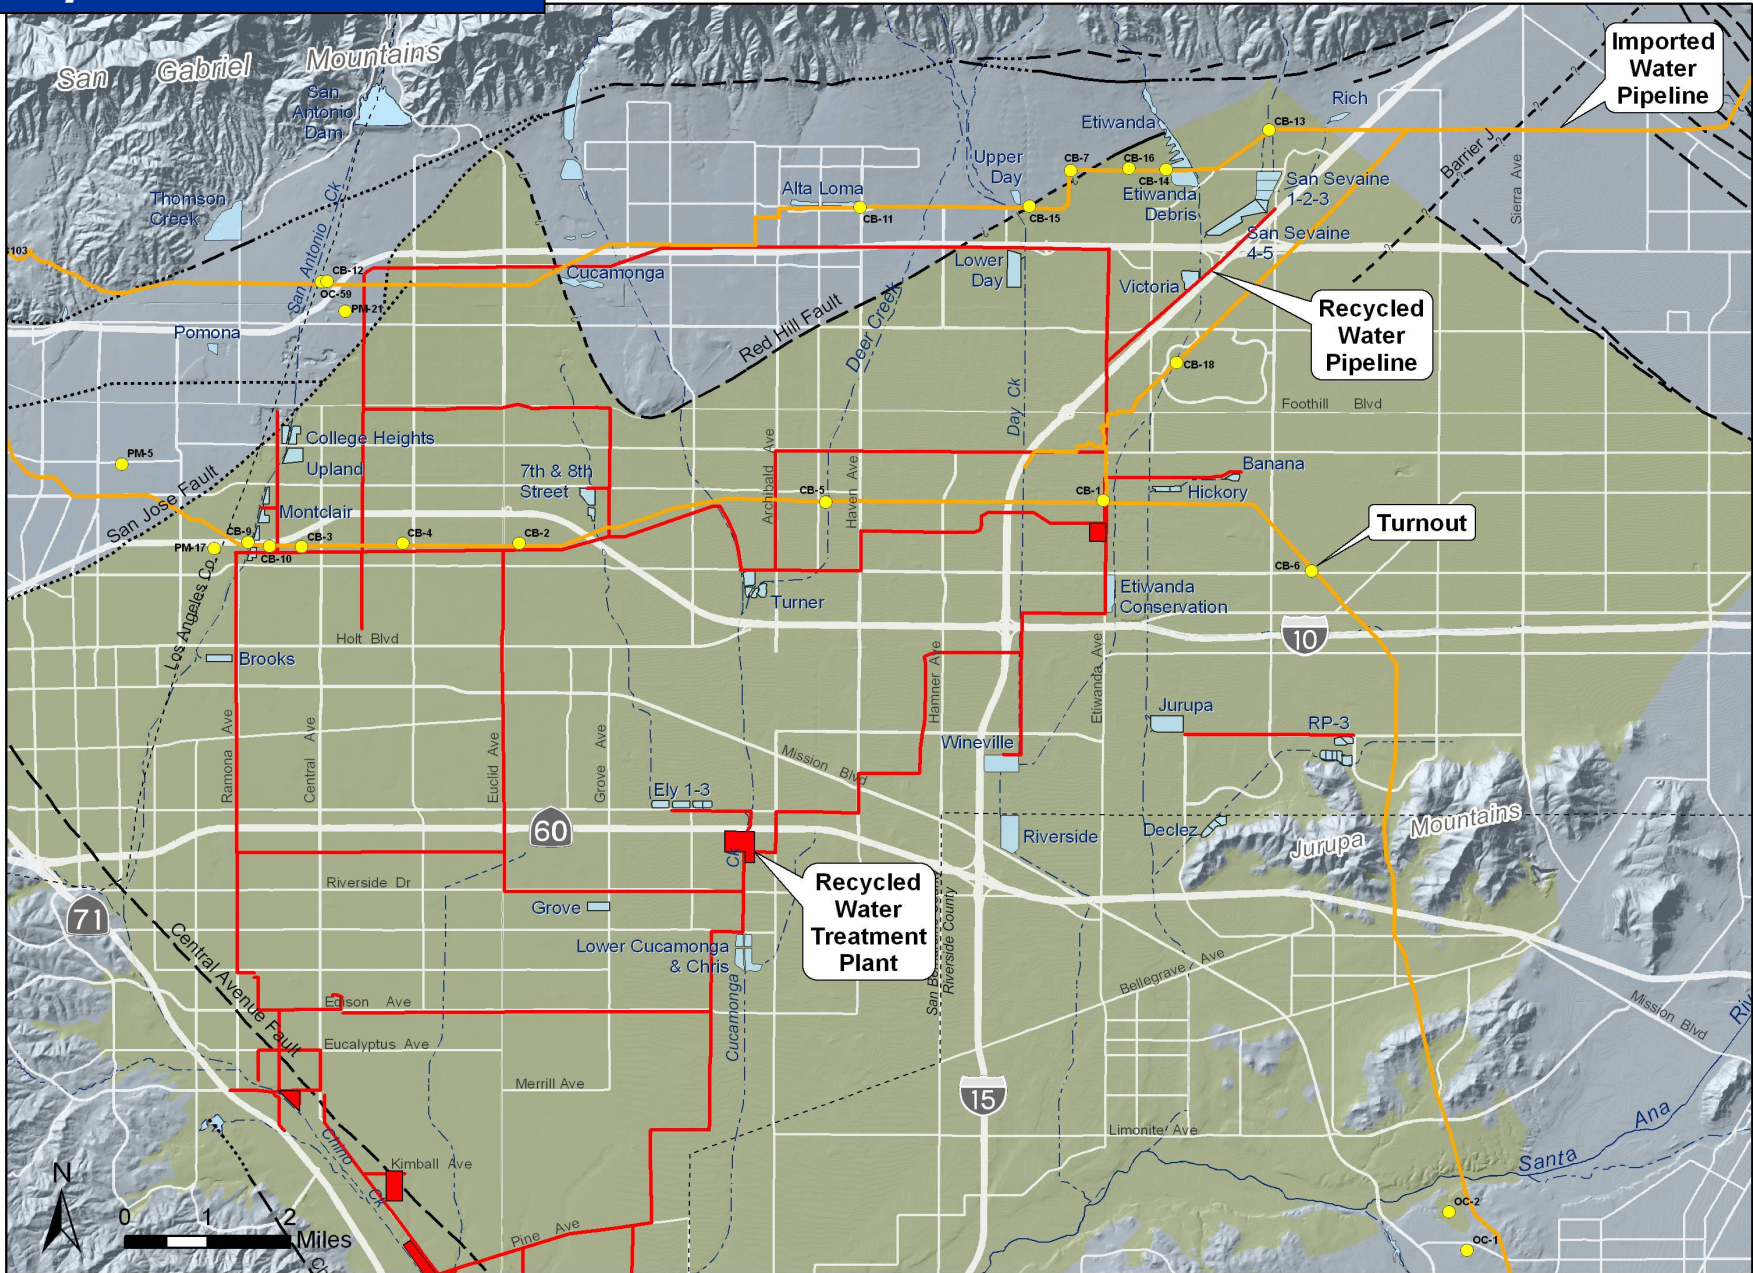 San Gabriel Mountains
San
Antonio
Dam
Thomson
Creek
San Antonio Ck
CB-12
OC-59
PM-21
Pomona
Cucamonga
Alta Loma
CB-11
Upper
Day
CB-15
CB-7
CB-16
CB-14
Etiwanda
Etiwanda
Debris
CB-13
Rich
Imported
Water
Pipeline
Barrier J
Sierra Ave
San Sevaine
1-2-3
San Sevaine
4-5
Lower
Day
Victoria
Recycled
Water
Pipeline
Red Hill Fault
Deer Creek
Day Ck
CB-18
Foothill Blvd
PM-5
San Jose Fault
College Heights
Upland
Montclair
7th & 8th
Street
Archibald Ave
Haven Ave
CB-5
CB-1
Banana
Hickory
Turnout
CB-6
PM-17
CB-9
CB-10
CB-3
CB-4
CB-2
Los Angeles Co
Turner
Etiwanda
Conservation
10
Holt Blvd
Brooks
Ramona Ave
Central Ave
Euclid Ave
Grove Ave
Hamner Ave
Etiwanda Ave
Mission Blvd
Wineville
Jurupa
RP-3
Ely 1-3
60
Riverside
Declez
Jurupa Mountains
Recycled
Water
Treatment
Plant
Ck
Riverside Dr
Grove
Lower Cucamonga
& Chris
Cucamonga
Riverside County
71
Central Avenue Fault
Edison Ave
Eucalyptus Ave
Merrill Ave
Bellegrave Ave
Mission Blvd
15
Limonite Ave
Santa Ana
Chino Ck
Kimball Ave
Pine Ave
N
0 1 2
Miles
OC-2
OC-1